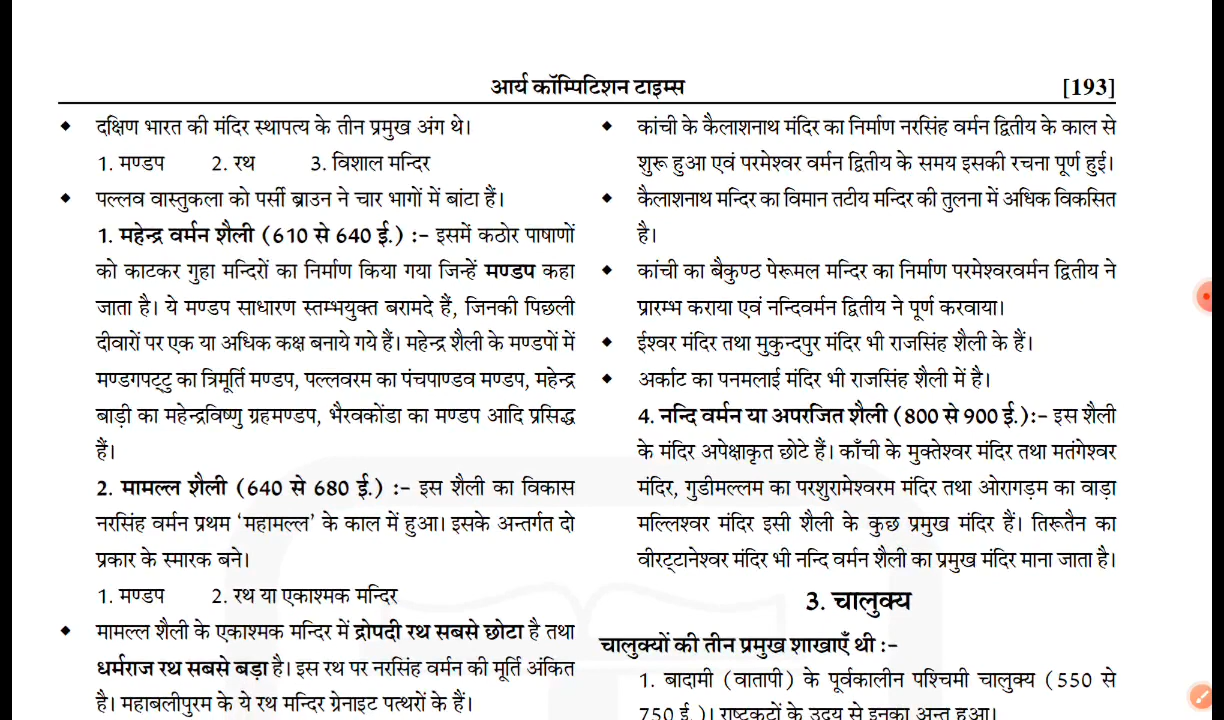 आर्य कॉम्पिटिशन टाइम्स
[193]
◆ दक्षिण भारत की मंदिर स्थापत्य के तीन प्रमुख अंग थे।
1. मण्डप 2. रथ 3. विशाल मन्दिर
◆ पल्लव वास्तुकला को पर्सी ब्राउन ने चार भागों में बांटा हैं।
1. महेन्द्र वर्मन शैली (610 से 640 ई.) :- इसमें कठोर पाषाणों
को काटकर गुहा मन्दिरों का निर्माण किया गया जिन्हें मण्डप कहा
जाता है। ये मण्डप साधारण स्तम्भयुक्त बरामदे हैं, जिनकी पिछली
दीवारों पर एक या अधिक कक्ष बनाये गये हैं। महेन्द्र शैली के मण्डपों में
मण्डगपट्टु का त्रिमूर्ति मण्डप, पल्लवरम का पंचपाण्डव मण्डप, महेन्द्र
बाड़ी का महेन्द्रविष्णु ग्रहमण्डप, भैरवकोंडा का मण्डप आदि प्रसिद्ध
हैं।
2. मामल्ल शैली (640 से 680 ई.) :- इस शैली का विकास
नरसिंह वर्मन प्रथम ‘महामल्ल’ के काल में हुआ। इसके अन्तर्गत दो
प्रकार के स्मारक बने।
1. मण्डप 2. रथ या एकाश्मक मन्दिर
◆ मामल्ल शैली के एकाश्मक मन्दिर में द्रोपदी रथ सबसे छोटा है तथा
धर्मराज रथ सबसे बड़ा है। इस रथ पर नरसिंह वर्मन की मूर्ति अंकित
है। महाबलीपुरम के ये रथ मन्दिर ग्रेनाइट पत्थरों के हैं।
◆ कांची के कैलाशनाथ मंदिर का निर्माण नरसिंह वर्मन द्वितीय के काल से
शुरू हुआ एवं परमेश्वर वर्मन द्वितीय के समय इसकी रचना पूर्ण हुई।
◆ कैलाशनाथ मन्दिर का विमान तटीय मन्दिर की तुलना में अधिक विकसित
है।
◆ कांची का बैकुण्ठ पेरूमल मन्दिर का निर्माण परमेश्वरवर्मन द्वितीय ने
प्रारम्भ कराया एवं नन्दिवर्मन द्वितीय ने पूर्ण करवाया।
◆ ईश्वर मंदिर तथा मुकुन्दपुर मंदिर भी राजसिंह शैली के हैं।
◆ अर्काट का पनमलाई मंदिर भी राजसिंह शैली में है।
4. नन्दि वर्मन या अपरजित शैली (800 से 900 ई.):- इस शैली
के मंदिर अपेक्षाकृत छोटे हैं। काँची के मुक्तेश्वर मंदिर तथा मतंगेश्वर
मंदिर, गुडीमल्लम का परशुरामेश्वरम मंदिर तथा ओरागड़म का वाड़ा
मल्लिश्वर मंदिर इसी शैली के कुछ प्रमुख मंदिर हैं। तिरूतैन का
वीरट्टानेश्वर मंदिर भी नन्दि वर्मन शैली का प्रमुख मंदिर माना जाता है।
3. चालुक्य
चालुक्यों की तीन प्रमुख शाखाएँ थी :-
1. बादामी (वातापी) के पूर्वकालीन पश्चिमी चालुक्य (550 से
750 ई.)। राष्टकूटों के उदय से इनका अन्त हुआ।